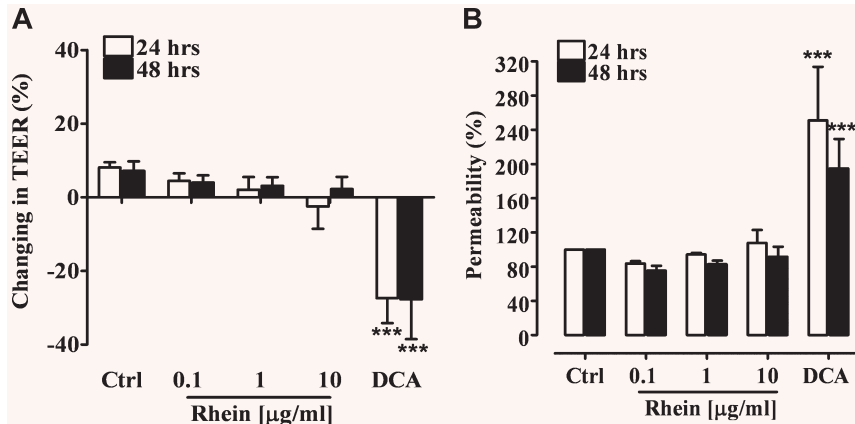 A
Changing in TEER (%)
40
20
0
-20
-40
24 hrs
48 hrs
***
***
Ctrl 0.1 1 10 DCA
Rhein [μg/ml]
B
Permeability (%)
320
280
240
200
160
120
80
40
0
24 hrs
48 hrs
***
***
Ctrl 0.1 1 10 DCA
Rhein [μg/ml]